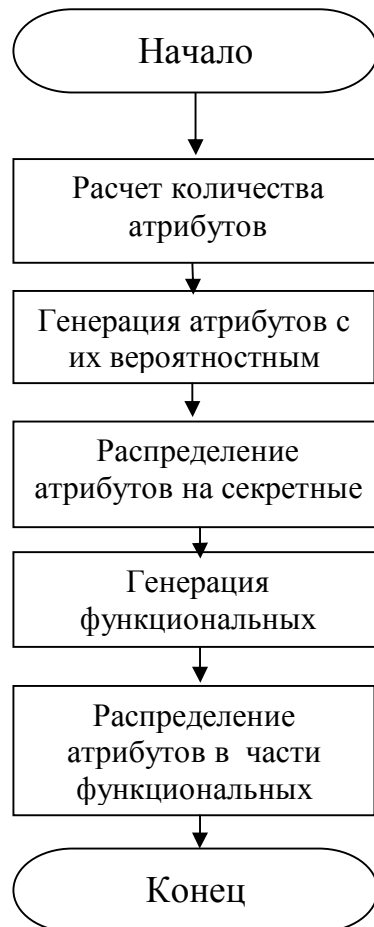 Начало
Расчет количества
атрибутов
Генерация атрибутов с
их вероятностным
Распределение
атрибутов на секретные
Генерация
функциональных
Распределение
атрибутов в части
функциональных
Конец